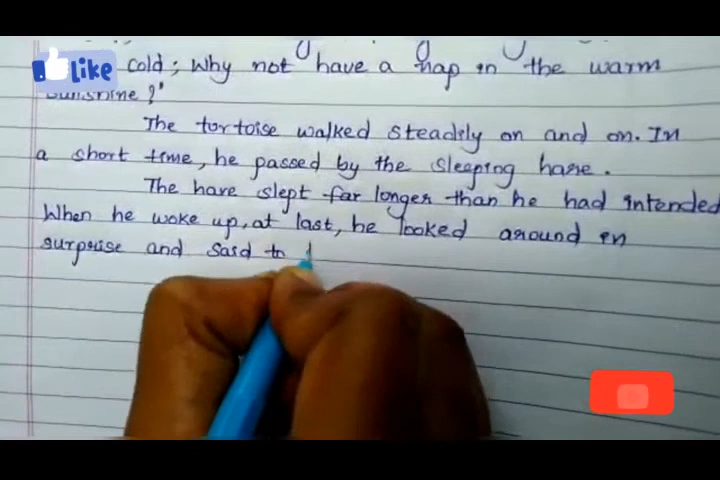 Like
cold; Why not have a nap in the warm
sunshine?'
The tortoise walked steadily on and on. In
a short time, he passed by the sleeping hare.
The hare slept far longer than he had intended
When he woke up, at last, he looked around in
surprise and said to